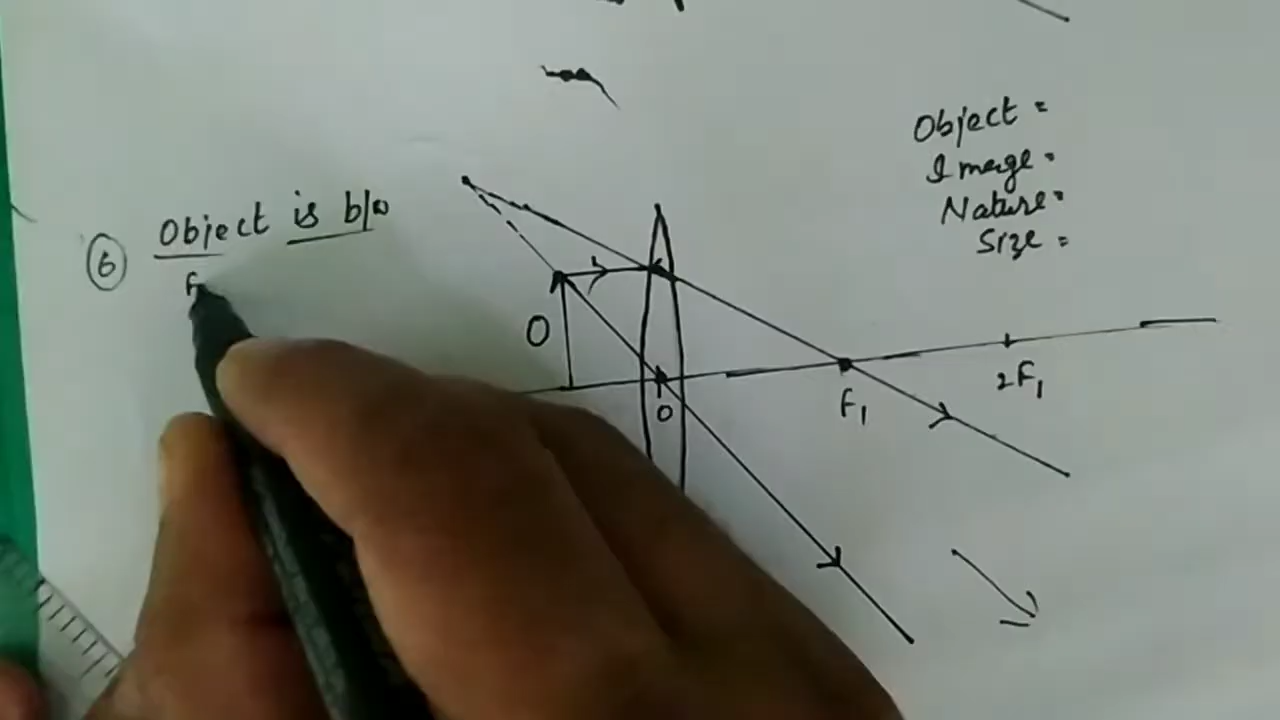 Object =
Image =
Nature =
Size =
⑥ Object is b/n
F
O
O
F₁
2F₁